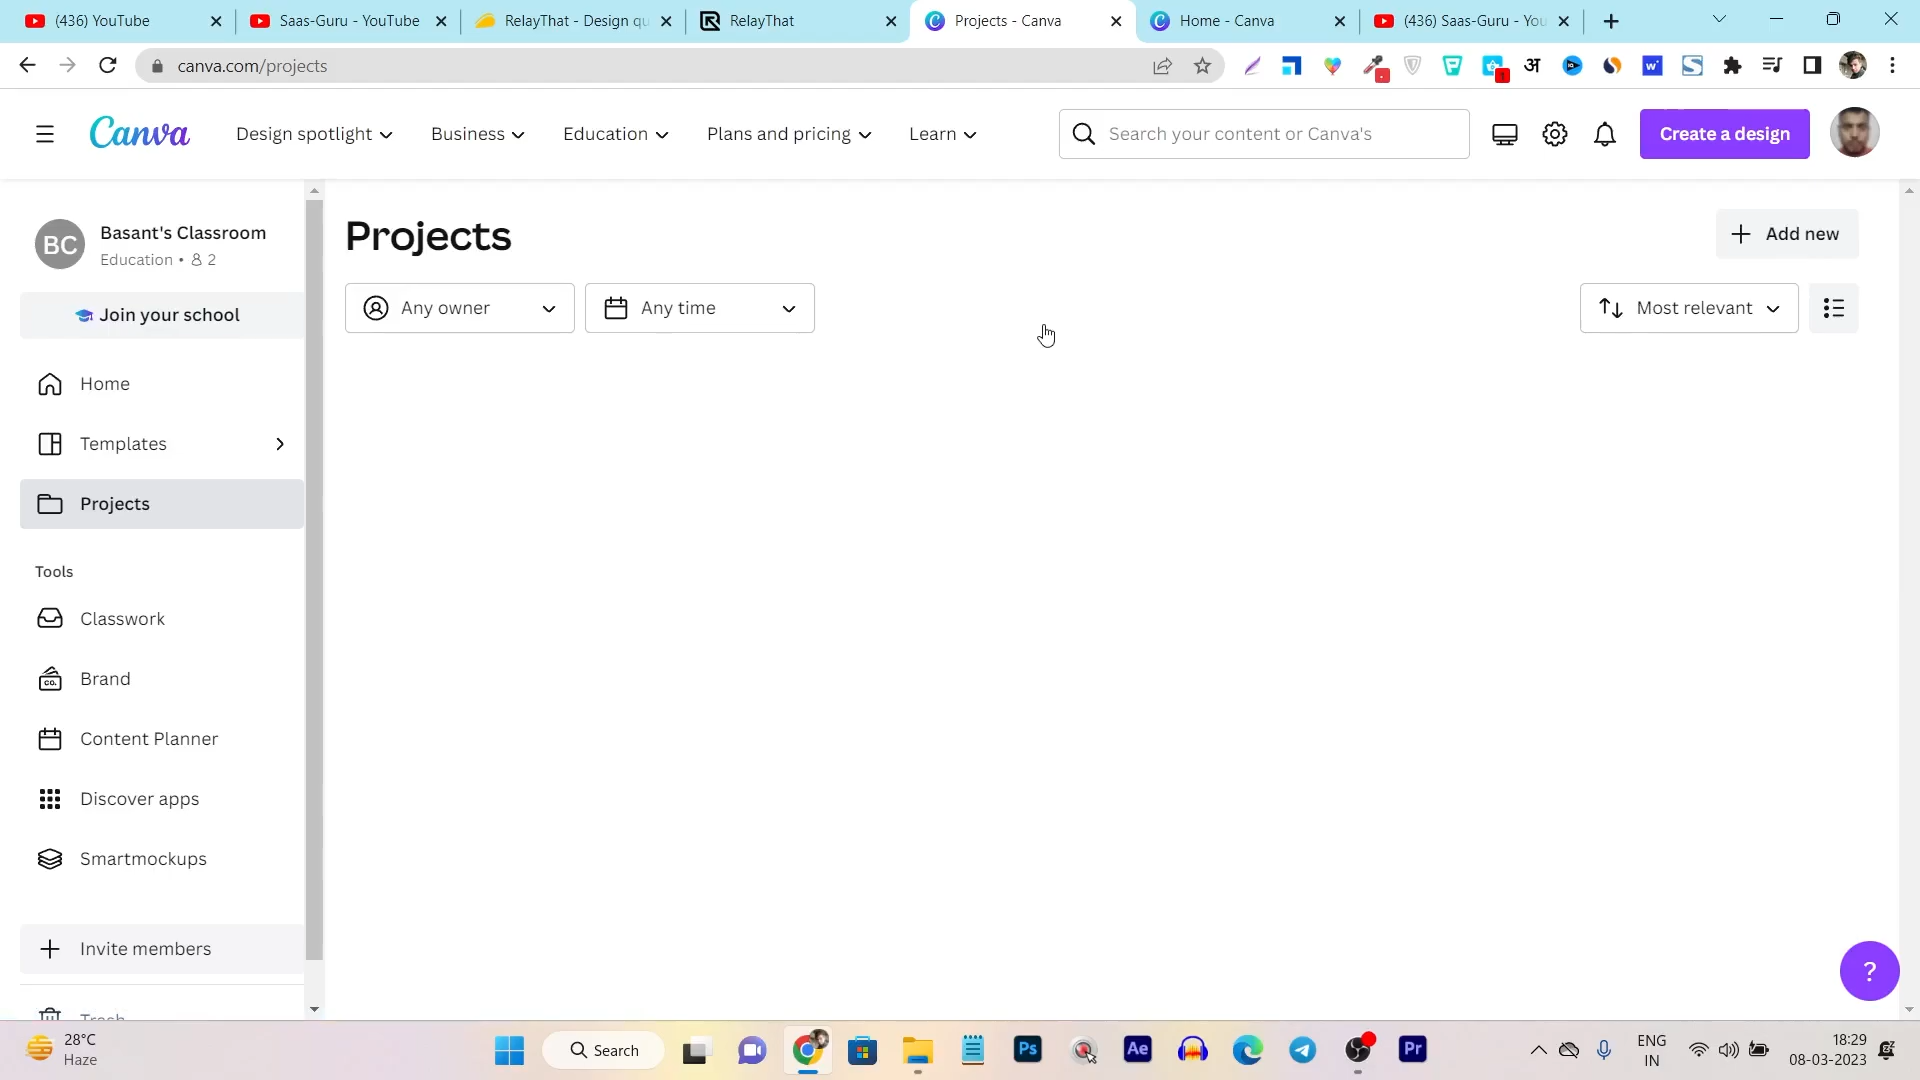 (436) YouTube
Saas-Guru - YouTube
RelayThat - Design qu
RelayThat
Projects - Canva
Home - Canva
(436) Saas-Guru - You
canva.com/projects
Canva
Design spotlight
Business
Education
Plans and pricing
Learn
Search your content or Canva's
Create a design
BC
Basant's Classroom
Education • 2
Join your school
Home
Templates
Projects
Tools
Classwork
CO.
Brand
Content Planner
Discover apps
Smartmockups
Invite members
Trash
Projects
Add new
Any owner
Any time
Most relevant
?
28°C
Haze
Search
Ps
Ae
Pr
ENG
IN
18:29
08-03-2023